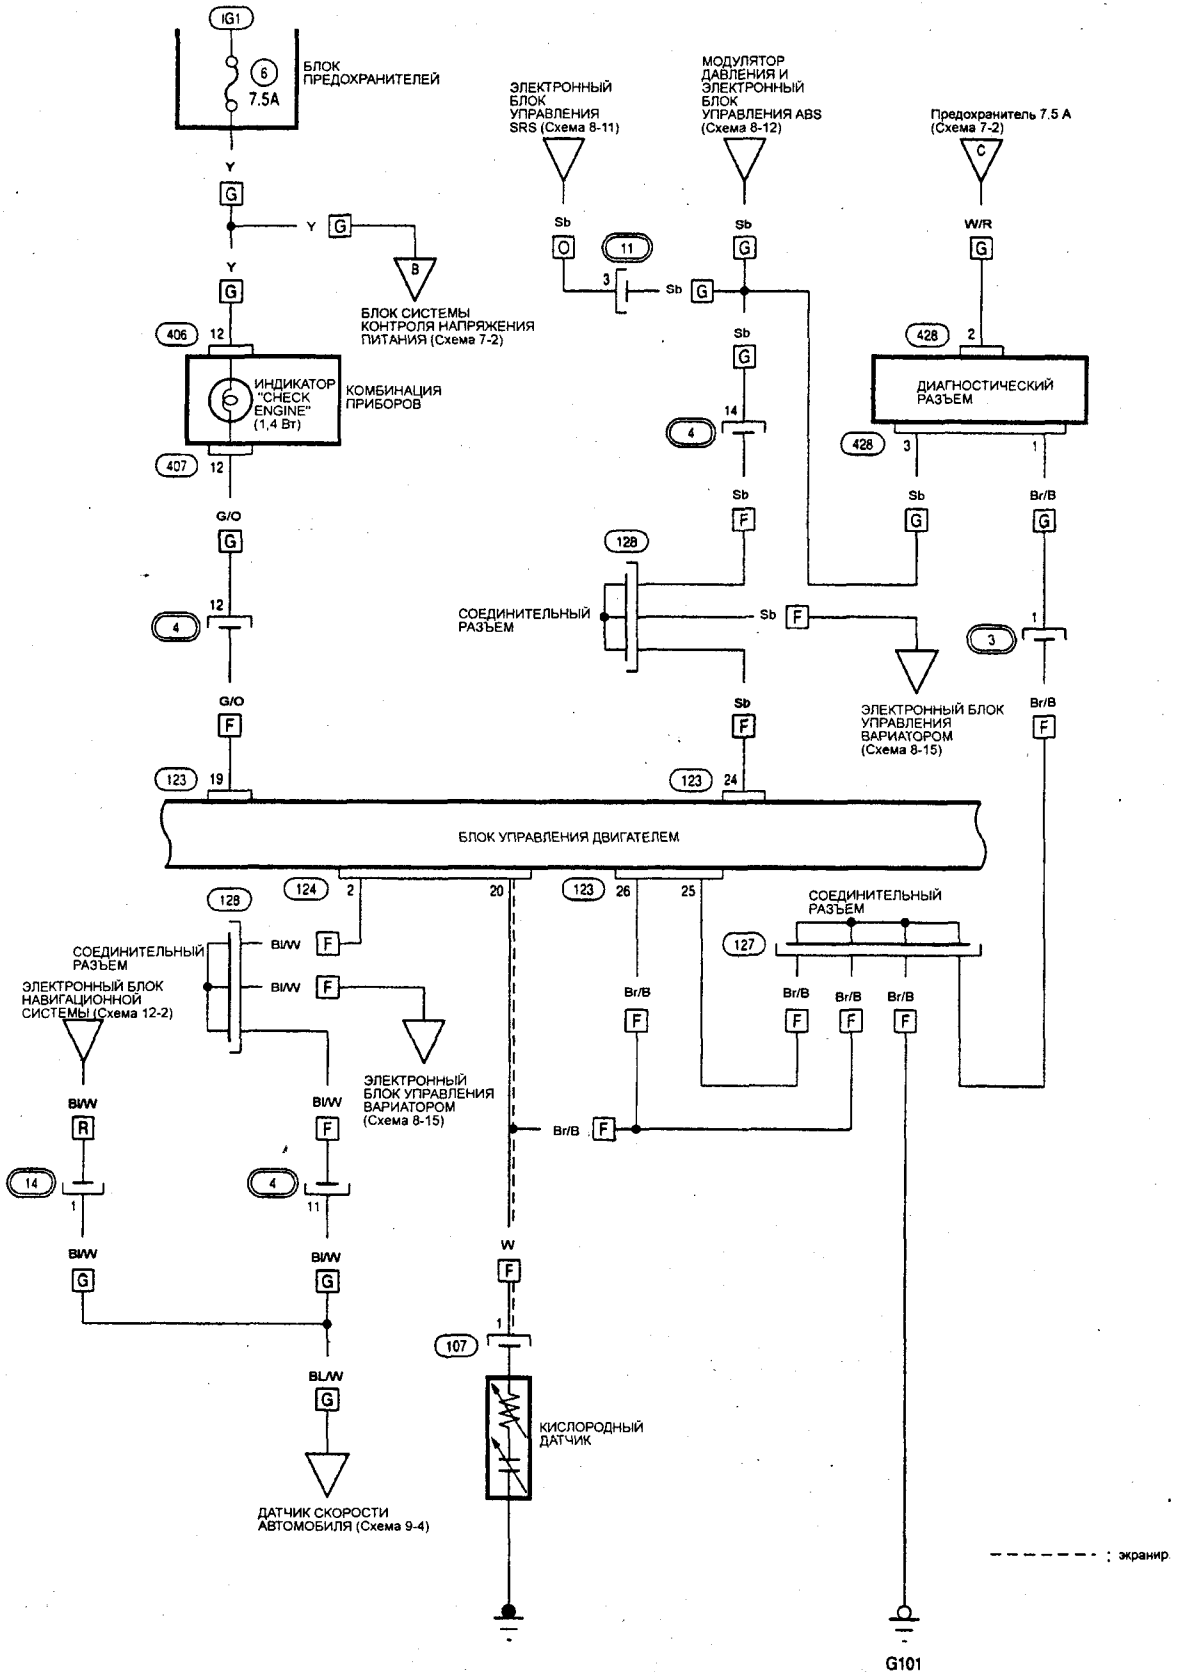 IG1
6
7.5A
БЛОК
ПРЕДОХРАНИТЕЛЕЙ
Y
G
Y
G
B
БЛОК СИСТЕМЫ
КОНТРОЛЯ НАПРЯЖЕНИЯ
ПИТАНИЯ (Схема 7-2)
Y
G
406
12
ИНДИКАТОР
"CHECK
ENGINE"
(1,4 Вт)
КОМБИНАЦИЯ
ПРИБОРОВ
407
12
G/O
G
12
4
G/O
F
123
19
ЭЛЕКТРОННЫЙ
БЛОК
УПРАВЛЕНИЯ
SRS (Схема 8-11)
Sb
O
11
3
Sb
G
МОДУЛЯТОР
ДАВЛЕНИЯ И
ЭЛЕКТРОННЫЙ
БЛОК
УПРАВЛЕНИЯ ABS
(Схема 8-12)
Sb
G
Sb
G
14
4
Sb
F
128
СОЕДИНИТЕЛЬНЫЙ
РАЗЪЕМ
Sb
F
ЭЛЕКТРОННЫЙ БЛОК
УПРАВЛЕНИЯ
ВАРИАТОРОМ
(Схема 8-15)
Sb
F
123
24
Предохранитель 7.5 А
(Схема 7-2)
C
W/R
G
428
2
ДИАГНОСТИЧЕСКИЙ
РАЗЪЕМ
428
3
1
Sb
G
Br/B
G
1
3
Br/B
F
БЛОК УПРАВЛЕНИЯ ДВИГАТЕЛЕМ
124
2
20
123
26
25
128
СОЕДИНИТЕЛЬНЫЙ
РАЗЪЕМ
Bl/W
F
Bl/W
F
ЭЛЕКТРОННЫЙ
БЛОК УПРАВЛЕНИЯ
ВАРИАТОРОМ
(Схема 8-15)
ЭЛЕКТРОННЫЙ БЛОК
НАВИГАЦИОННОЙ
СИСТЕМЫ (Схема 12-2)
Bl/W
R
14
1
Bl/W
G
Bl/W
F
4
11
Bl/W
G
BL/W
G
ДАТЧИК СКОРОСТИ
АВТОМОБИЛЯ (Схема 9-4)
СОЕДИНИТЕЛЬНЫЙ
РАЗЪЕМ
127
Br/B
F
Br/B
F
Br/B
F
Br/B
F
Br/B
F
W
F
1
107
КИСЛОРОДНЫЙ
ДАТЧИК
: экранир
G101